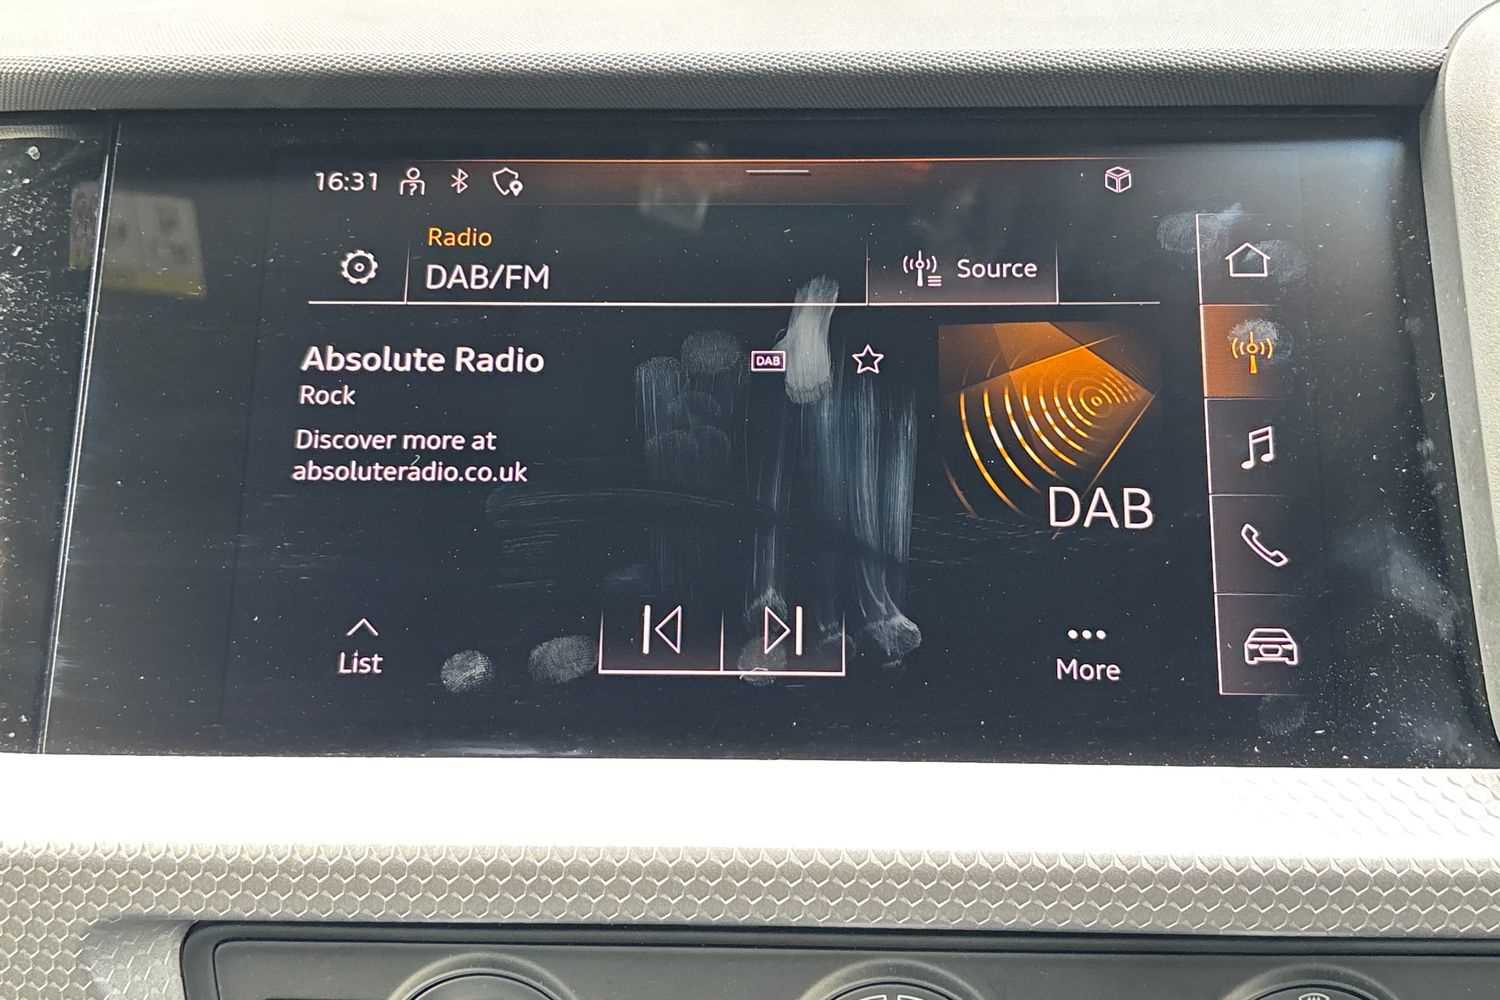 16:31
Radio
DAB/FM
Source
Absolute Radio
DAB
Rock
Discover more at
absoluteradio.co.uk
DAB
List
More